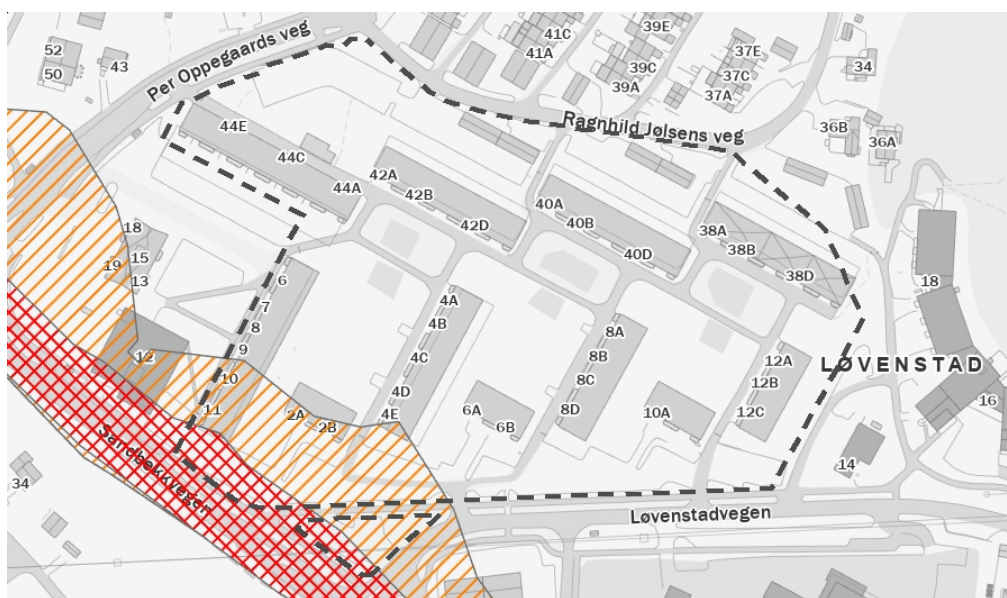 52
50
43
Per Oppegaards veg
41C
41A
39E
39C
39A
37E
37C
37A
34
36B
36A
Ragnhild Jølsens veg
44E
44C
44A
42A
42B
42D
40A
40B
40D
38A
38B
38D
18
15
19
13
6
7
8
9
10
11
12
4A
4B
4C
4D
4E
2A
2B
6A
6B
8A
8B
8C
8D
10A
12A
12B
12C
18
LØVENSTAD
16
14
34
Sandbekkvegen
Løvenstadvegen